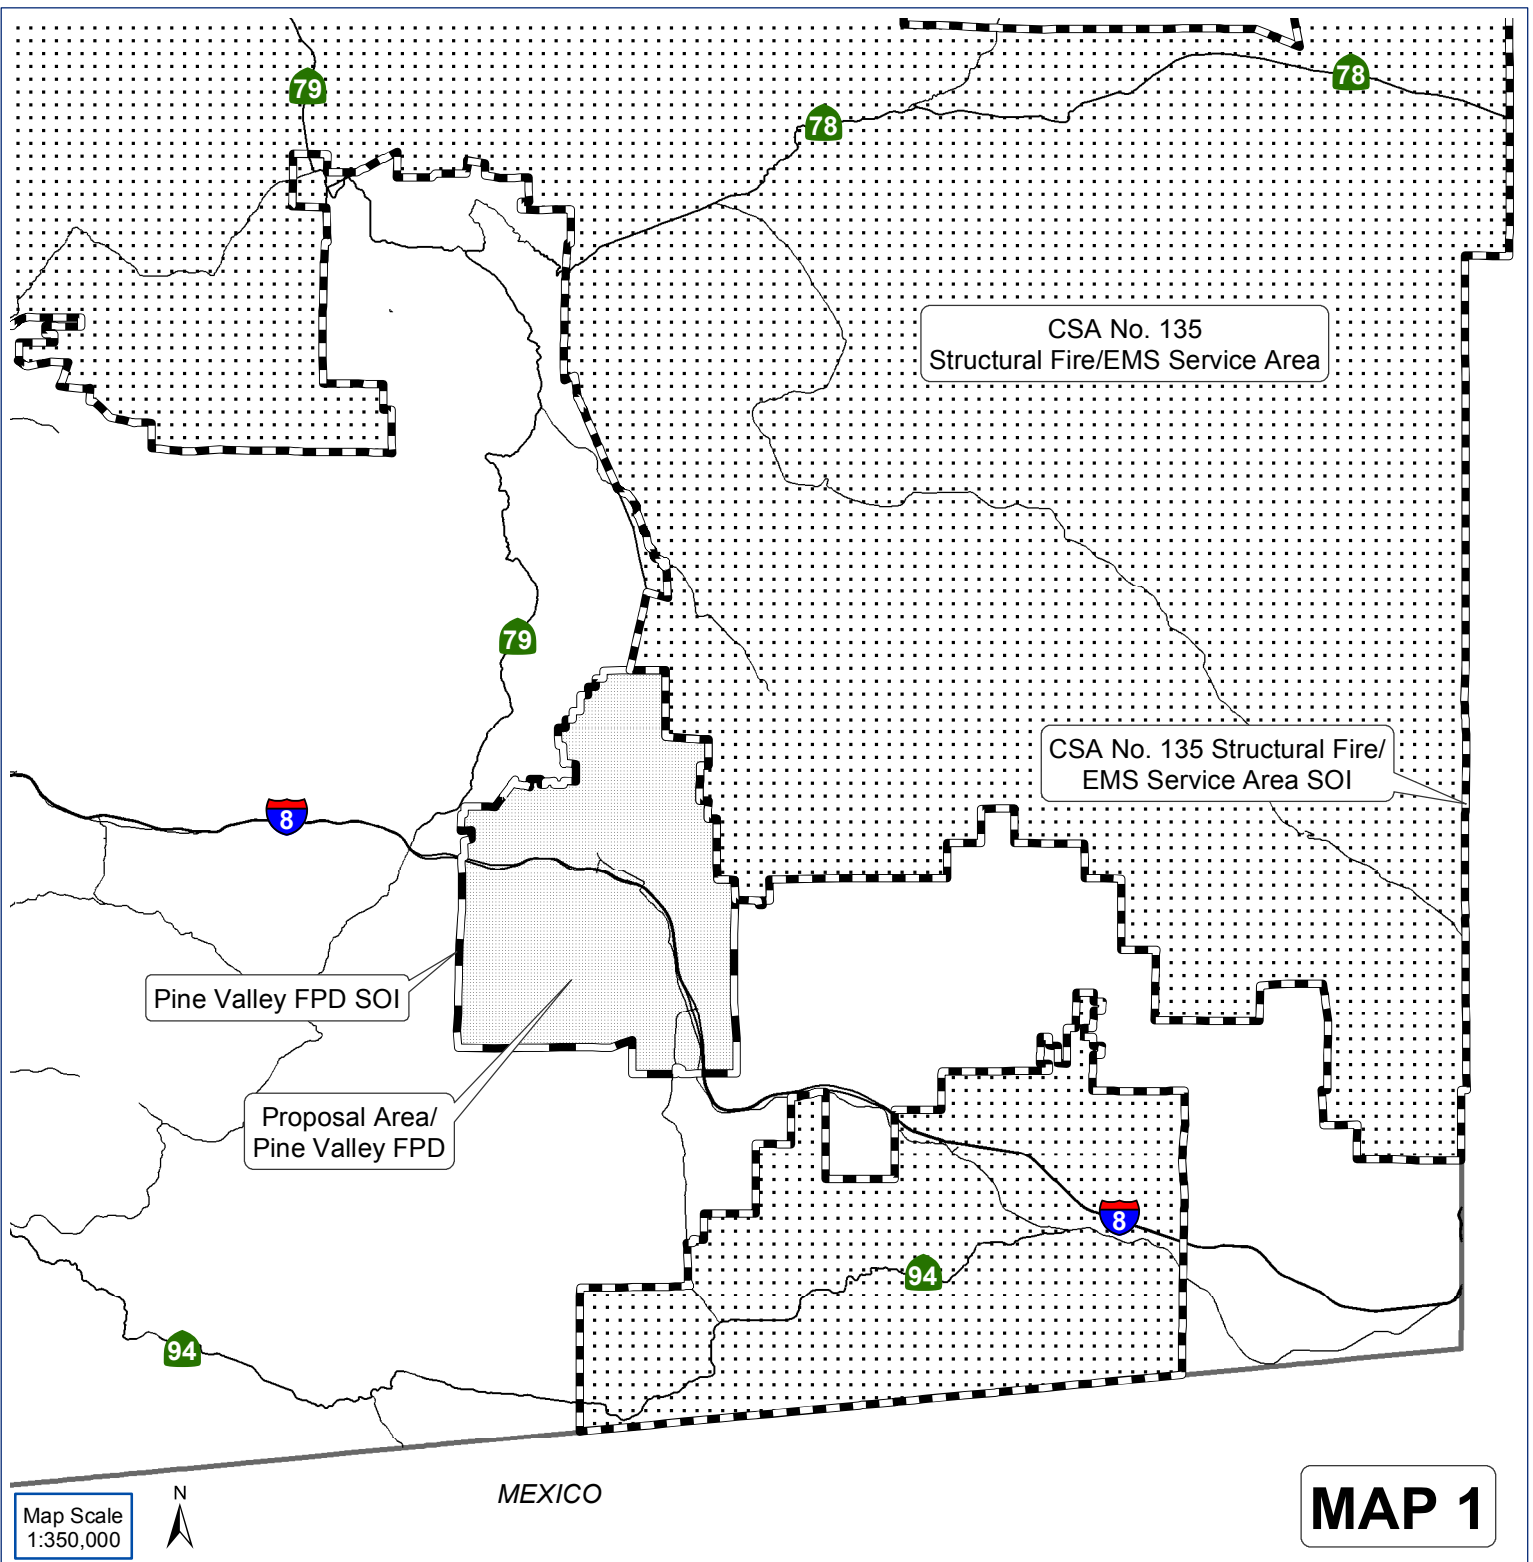 79
78
78
CSA No. 135
Structural Fire/EMS Service Area
79
CSA No. 135 Structural Fire/
EMS Service Area SOI
8
Pine Valley FPD SOI
Proposal Area/
Pine Valley FPD
8
94
94
MEXICO
N
Map Scale
1:350,000
MAP 1